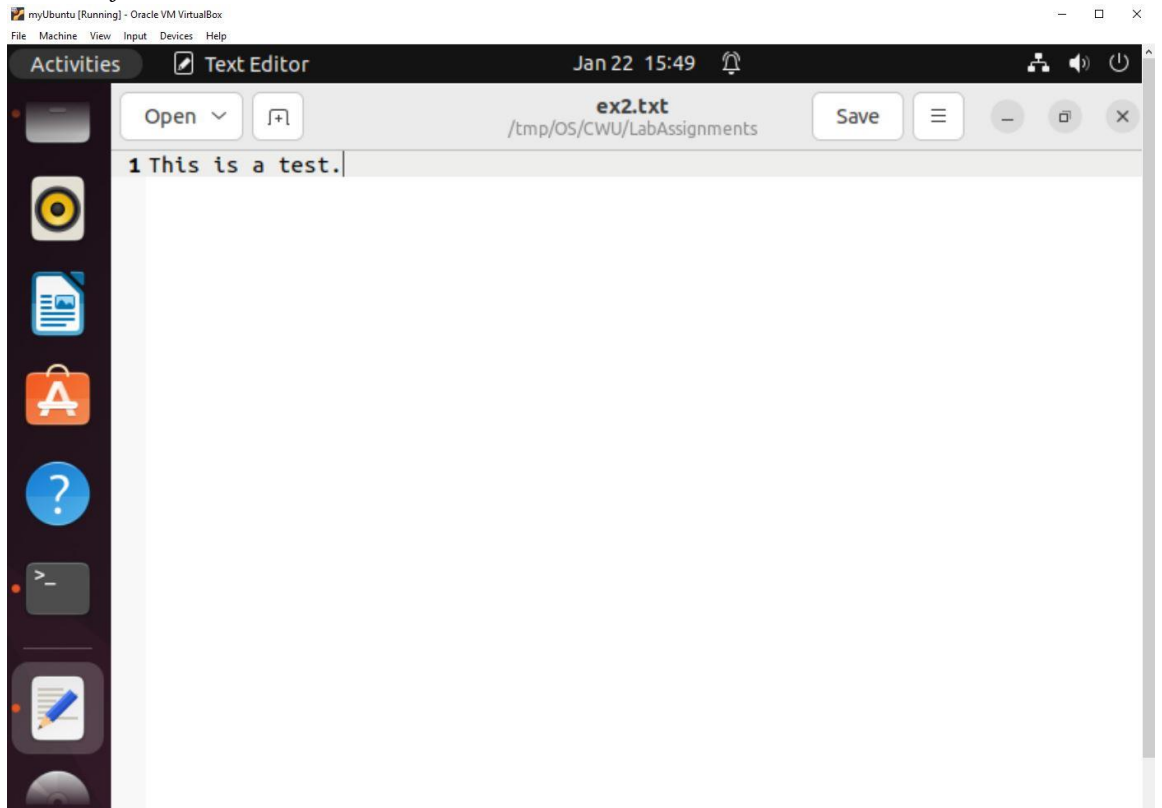 myUbuntu [Running] - Oracle VM VirtualBox
File Machine View Input Devices Help
Activities Text Editor Jan 22 15:49
Open ex2.txt Save
/tmp/OS/CWU/LabAssignments
1 This is a test.
A
?
>_